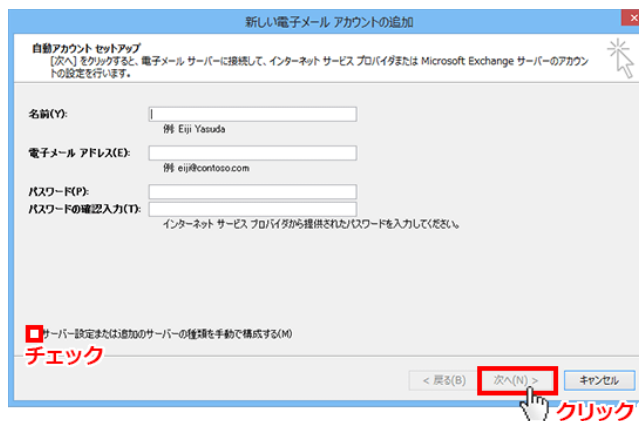 新しい電子メール アカウントの追加
自動アカウント セットアップ
[次へ] をクリックすると、電子メール サーバーに接続して、インターネット サービス プロバイダまたは Microsoft Exchange サーバーのアカウン
トの設定を行います。
名前(Y):
例: Eiji Yasuda
電子メール アドレス(E):
例: eiji@contoso.com
パスワード(P):
パスワードの確認入力(T):
インターネット サービス プロバイダから提供されたパスワードを入力してください。
サーバー設定または追加のサーバーの種類を手動で構成する(M)
チェック
< 戻る(B)
次へ(N) >
キャンセル
クリック